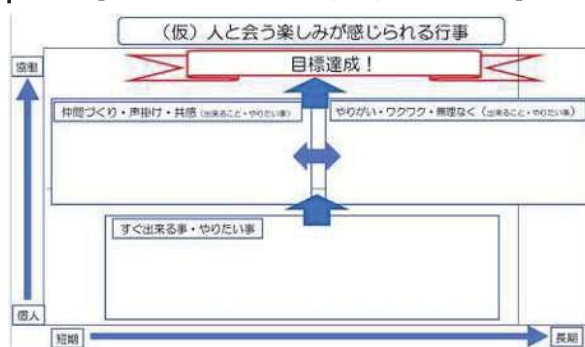 （仮）人と会う楽しみが感じられる行事
目標達成！
協働
仲間づくり・声掛け・共感（出来ること・やりたい事）
やりがい・ワクワク・無理なく（出来ること・やりたい事）
すぐ出来る事・やりたい事
個人
短期
長期